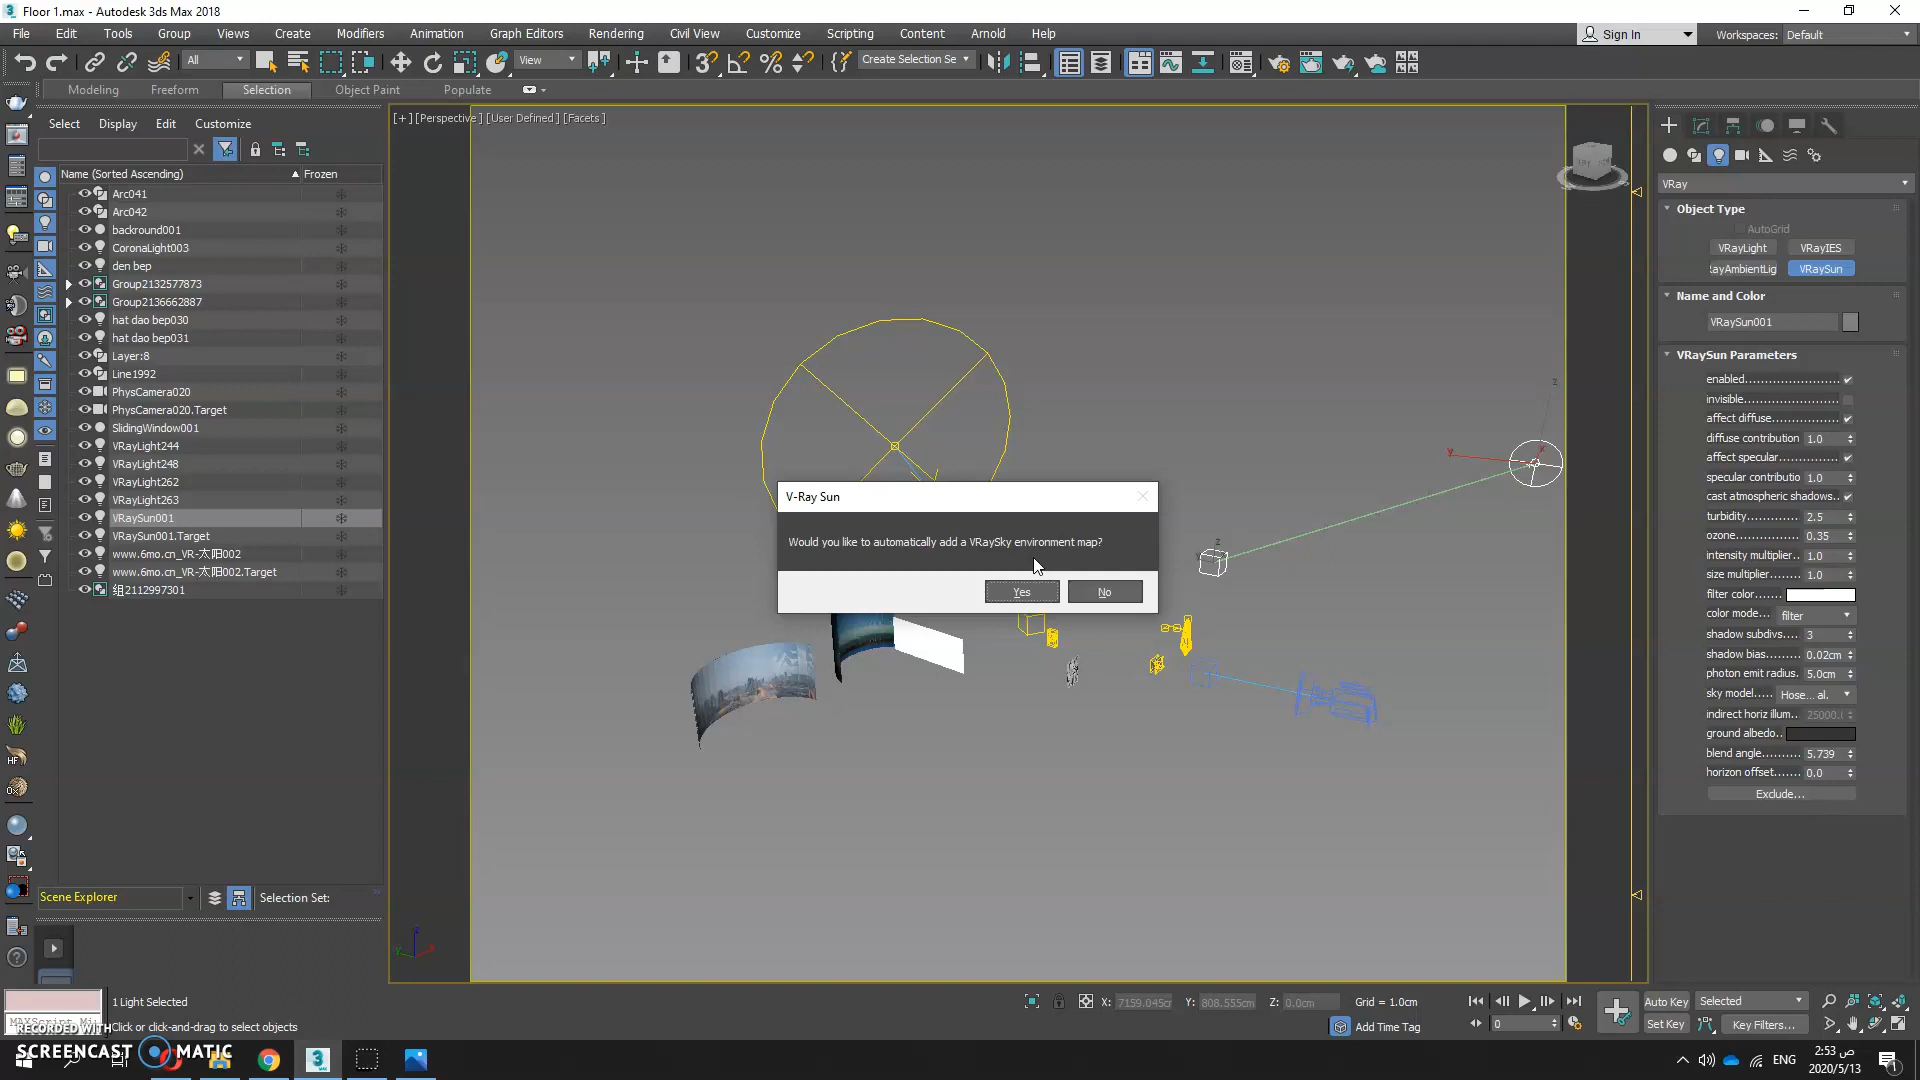 Floor 1.max - Autodesk 3ds Max 2018
File Edit Tools Group Views Create Modifiers Animation Graph Editors Rendering Civil View Customize Scripting Content Arnold Help
Sign In Workspaces: Default
All View Create Selection Se
Modeling Freeform Selection Object Paint Populate
Select Display Edit Customize
[+] [Perspective] [User Defined] [Facets]
Name (Sorted Ascending) Frozen
Arc041
Arc042
backround001
CoronaLight003
den bep
Group2132577873
Group2136662887
hat dao bep030
hat dao bep031
Layer:8
Line1992
PhysCamera020
PhysCamera020.Target
SlidingWindow001
VRayLight244
VRayLight248
VRayLight262
VRayLight263
VRaySun001
VRaySun001.Target
www.6mo.cn_VR-太阳002
www.6mo.cn_VR-太阳002.Target
组2112997301
V-Ray Sun
Would you like to automatically add a VRaySky environment map?
Yes No
VRay
Object Type
AutoGrid
VRayLight VRayIES
RayAmbientLig VRaySun
Name and Color
VRaySun001
VRaySun Parameters
enabled
invisible
affect diffuse
diffuse contribution 1.0
affect specular
specular contributio 1.0
cast atmospheric shadows
turbidity 2.5
ozone 0.35
intensity multiplier 1.0
size multiplier 1.0
filter color
color mode filter
shadow subdivs 3
shadow bias 0.02cm
photon emit radius 5.0cm
sky model Hose... al.
indirect horiz illum 25000.(
ground albedo
blend angle 5.739
horizon offset 0.0
Exclude...
Scene Explorer Selection Set:
1 Light Selected
Click or click-and-drag to select objects
MAXScript Mi
X: 7159.045cm Y: 808.555cm Z: 0.0cm Grid = 1.0cm
Add Time Tag
0
Auto Key Selected
Set Key Key Filters...
RECORDED WITH
SCREENCAST MATIC
ENG
2:53 ص
2020/5/13